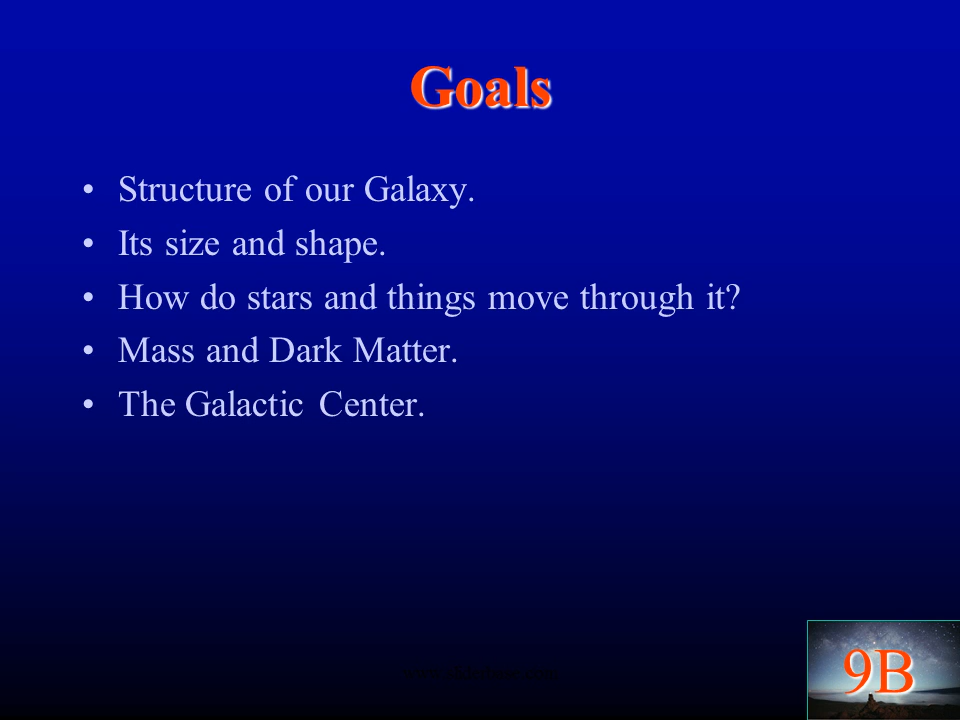 Goals
• Structure of our Galaxy.
• Its size and shape.
• How do stars and things move through it?
• Mass and Dark Matter.
• The Galactic Center.
9B